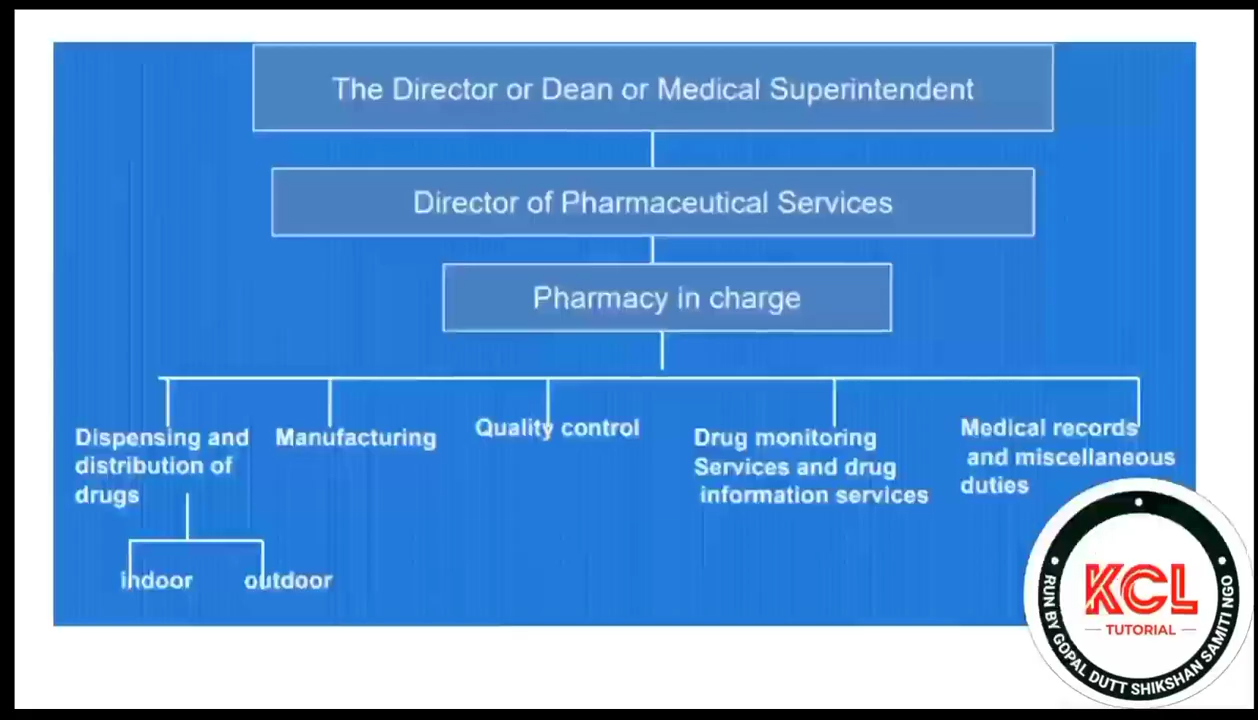 The Director or Dean or Medical Superintendent
Director of Pharmaceutical Services
Pharmacy in charge
Dispensing and
distribution of
drugs
Manufacturing
Quality control
Drug monitoring
Services and drug
information services
Medical records
and miscellaneous
duties
indoor
outdoor
KCL
TUTORIAL
RUN BY GOPAL DUTT SHIKSHAN SAMITI NGO